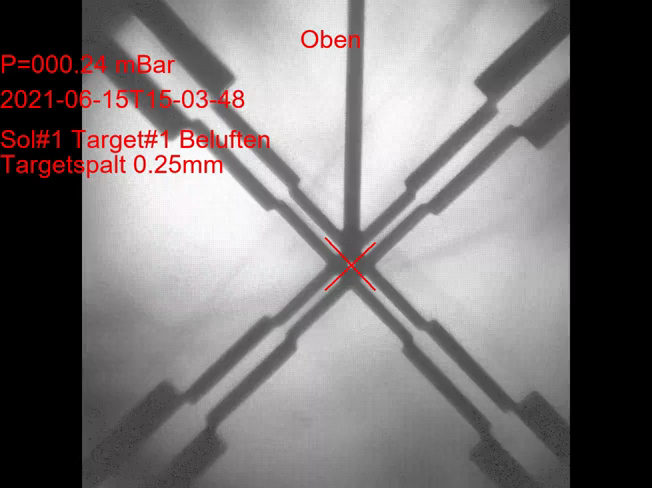 Oben
P=000.24 mBar
2021-06-15T15-03-48
Sol#1 Target#1 Beluften
Targetspalt 0.25mm